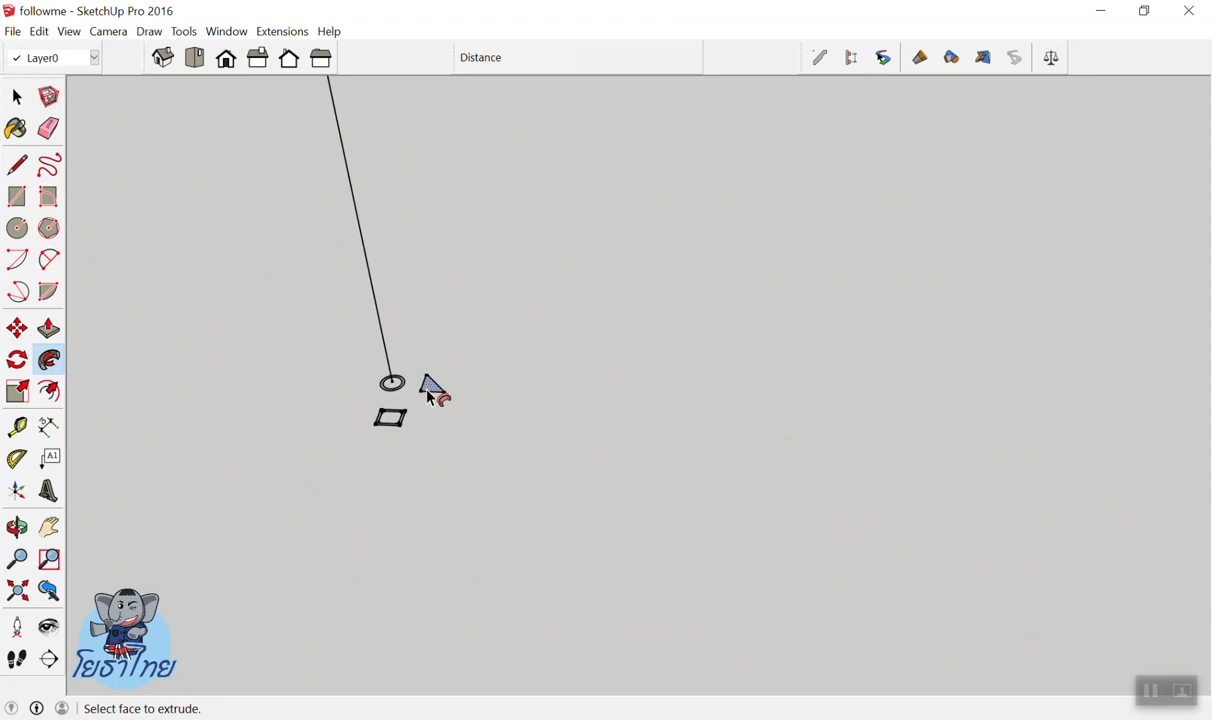 followme - SketchUp Pro 2016
File Edit View Camera Draw Tools Window Extensions Help
Layer0
Distance
A1
โยธาไทย
Select face to extrude.